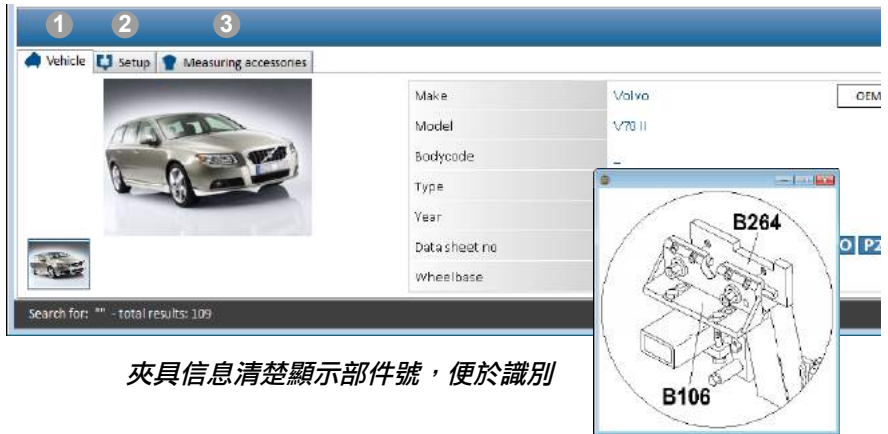 1 2 3
Vehicle Setup Measuring accessories
Make Volvo OEM
Model V70 II
Bodycode –
Type
Year
Data sheet no
Wheelbase
Search for: "" - total results: 109
B264
B106
夾具信息清楚顯示部件號，便於識別